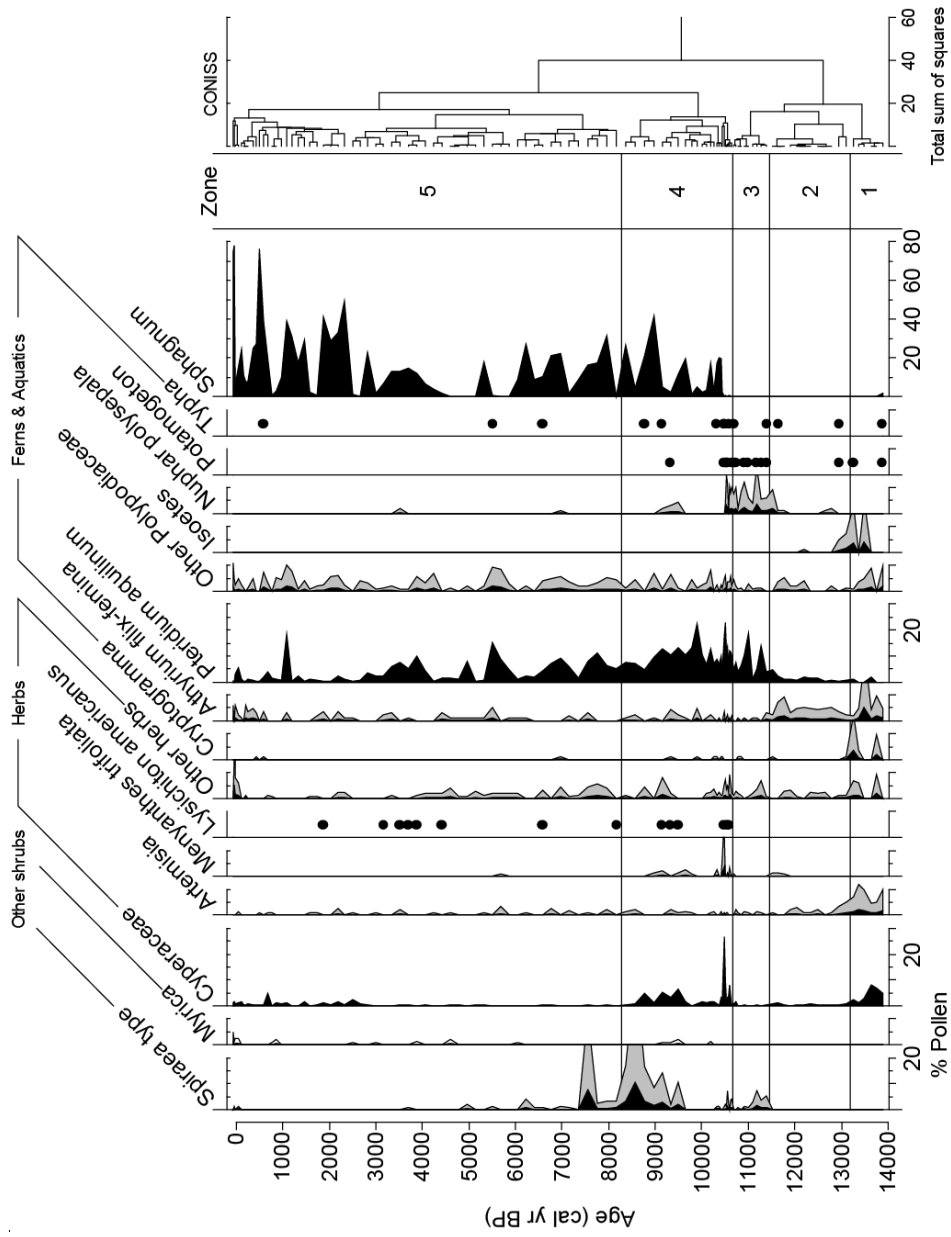 Other shrubs
Herbs
Ferns & Aquatics
Spiraea type
Myrica
Cyperaceae
Artemisia
Menyanthes trifoliata
Lysichiton americanus
Other herbs
Cryptogramma
Athyrium filix-femina
Pteridium aquilinum
Other Polypodiaceae
Isoetes
Nuphar polysepala
Potamogeton
Typha
Sphagnum
Zone
CONISS
5
4
3
2
1
Age (cal yr BP)
0
1000
2000
3000
4000
5000
6000
7000
8000
9000
10000
11000
12000
13000
14000
20
20
20
20
40
60
80
20
40
60
% Pollen
Total sum of squares